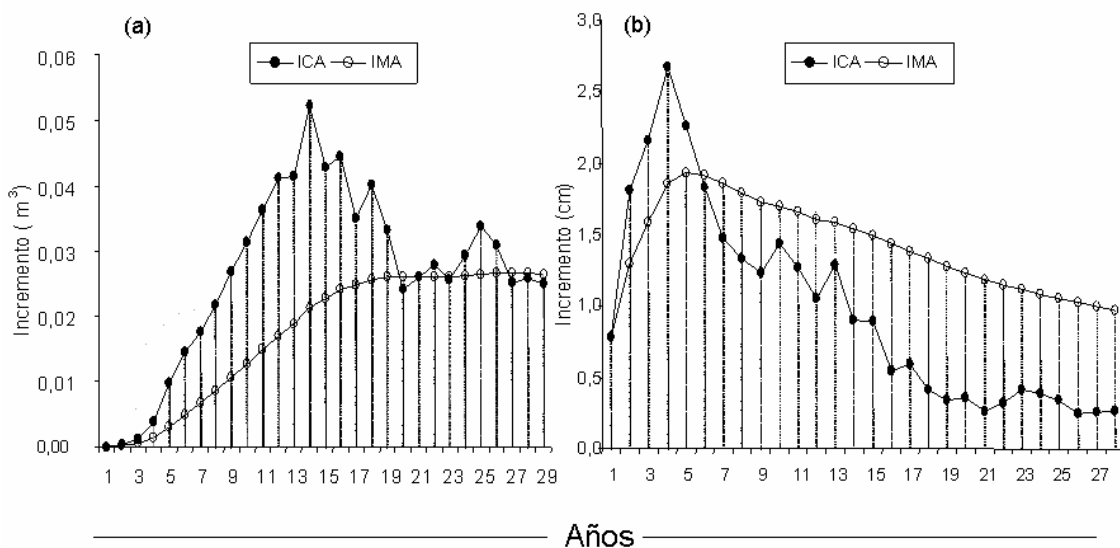 (a)
ICA IMA
Incremento ( m³)
0,06
0,05
0,04
0,03
0,02
0,01
0,00
1 3 5 7 9 11 13 15 17 19 21 23 25 27 29
(b)
ICA IMA
Incremento (cm)
3,0
2,5
2,0
1,5
1,0
0,5
0,0
1 3 5 7 9 11 13 15 17 19 21 23 25 27
Años